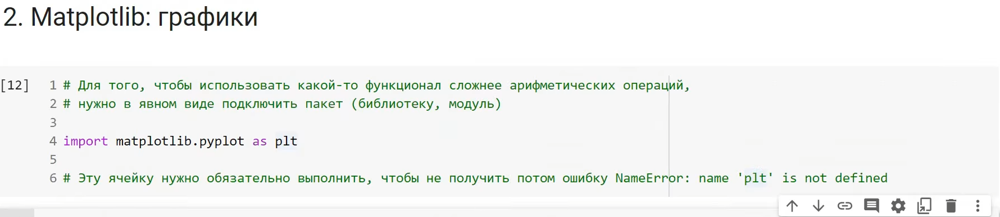 2. Matplotlib: графики
[12] 1 # Для того, чтобы использовать какой-то функционал сложнее арифметических операций,
2 # нужно в явном виде подключить пакет (библиотеку, модуль)
3
4 import matplotlib.pyplot as plt
5
6 # Эту ячейку нужно обязательно выполнить, чтобы не получить потом ошибку NameError: name 'plt' is not defined